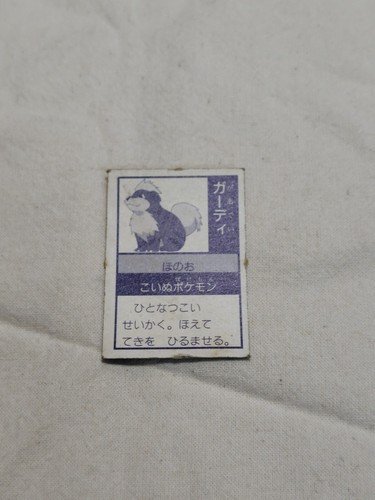 ガーディ
ほのお
こいぬポケモン
ひとなつこい
せいかく。ほえて
てきを ひるませる。